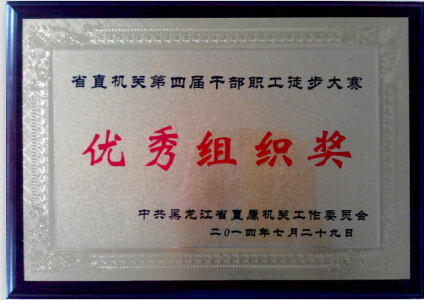 省直机关第四届干部职工徒步大赛
优秀组织奖
中共黑龙江省直属机关工作委员会
二〇一四年七月二十九日